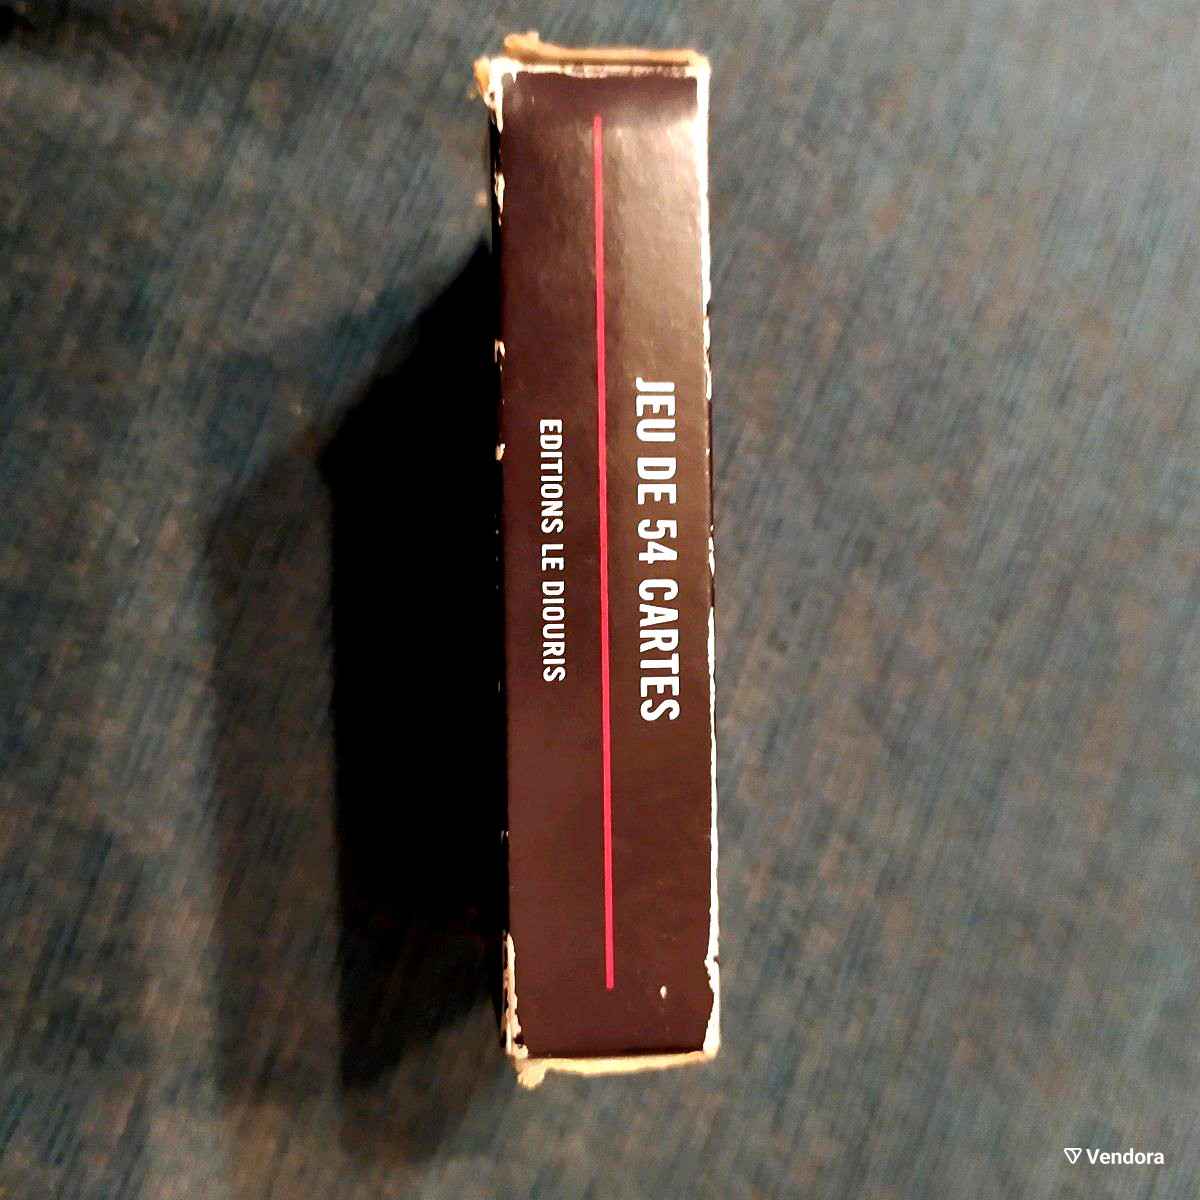 JEU DE 54 CARTES
EDITIONS LE DIOURIS
Vendora